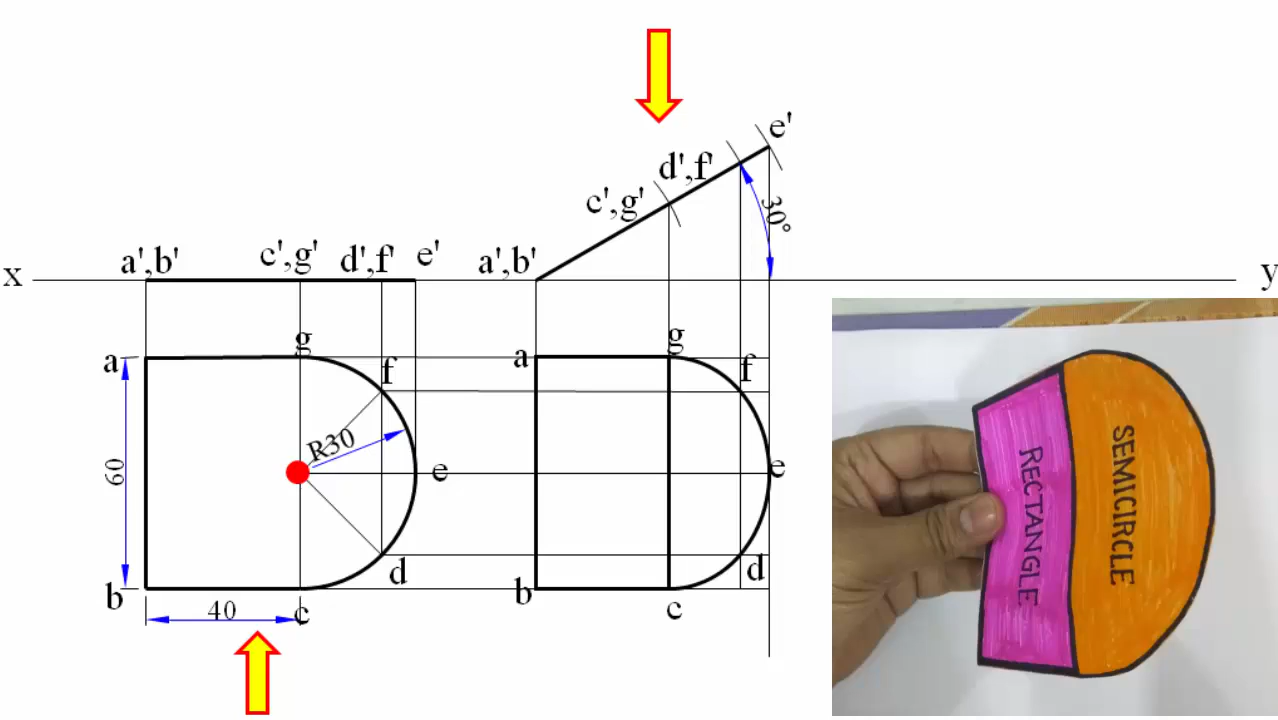 e'
d',f'
c',g'
30°
x
a',b'
c',g'
d',f'
e'
a',b'
y
a
g
f
R30
e
60
d
b
40
c
a
g
f
e
d
b
c
RECTANGLE
SEMICIRCLE